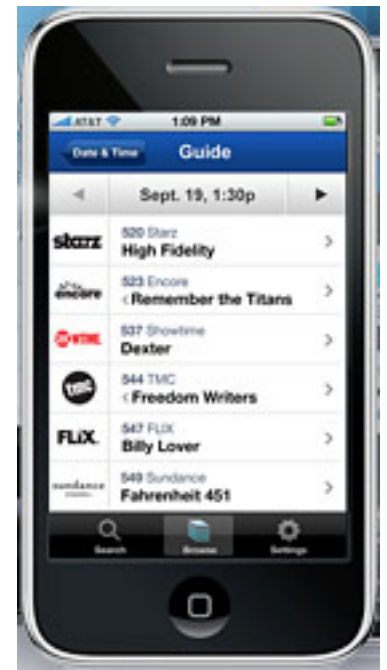 AT&T 1:09 PM
Date & Time Guide
Sept. 19, 1:30p
starz 520 Starz
High Fidelity
encore 523 Encore
Remember the Titans
SHOWTIME 537 Showtime
Dexter
TMC 544 TMC
Freedom Writers
FLiX 547 FLIX
Billy Lover
sundance 549 Sundance
Fahrenheit 451
Search Browse Settings